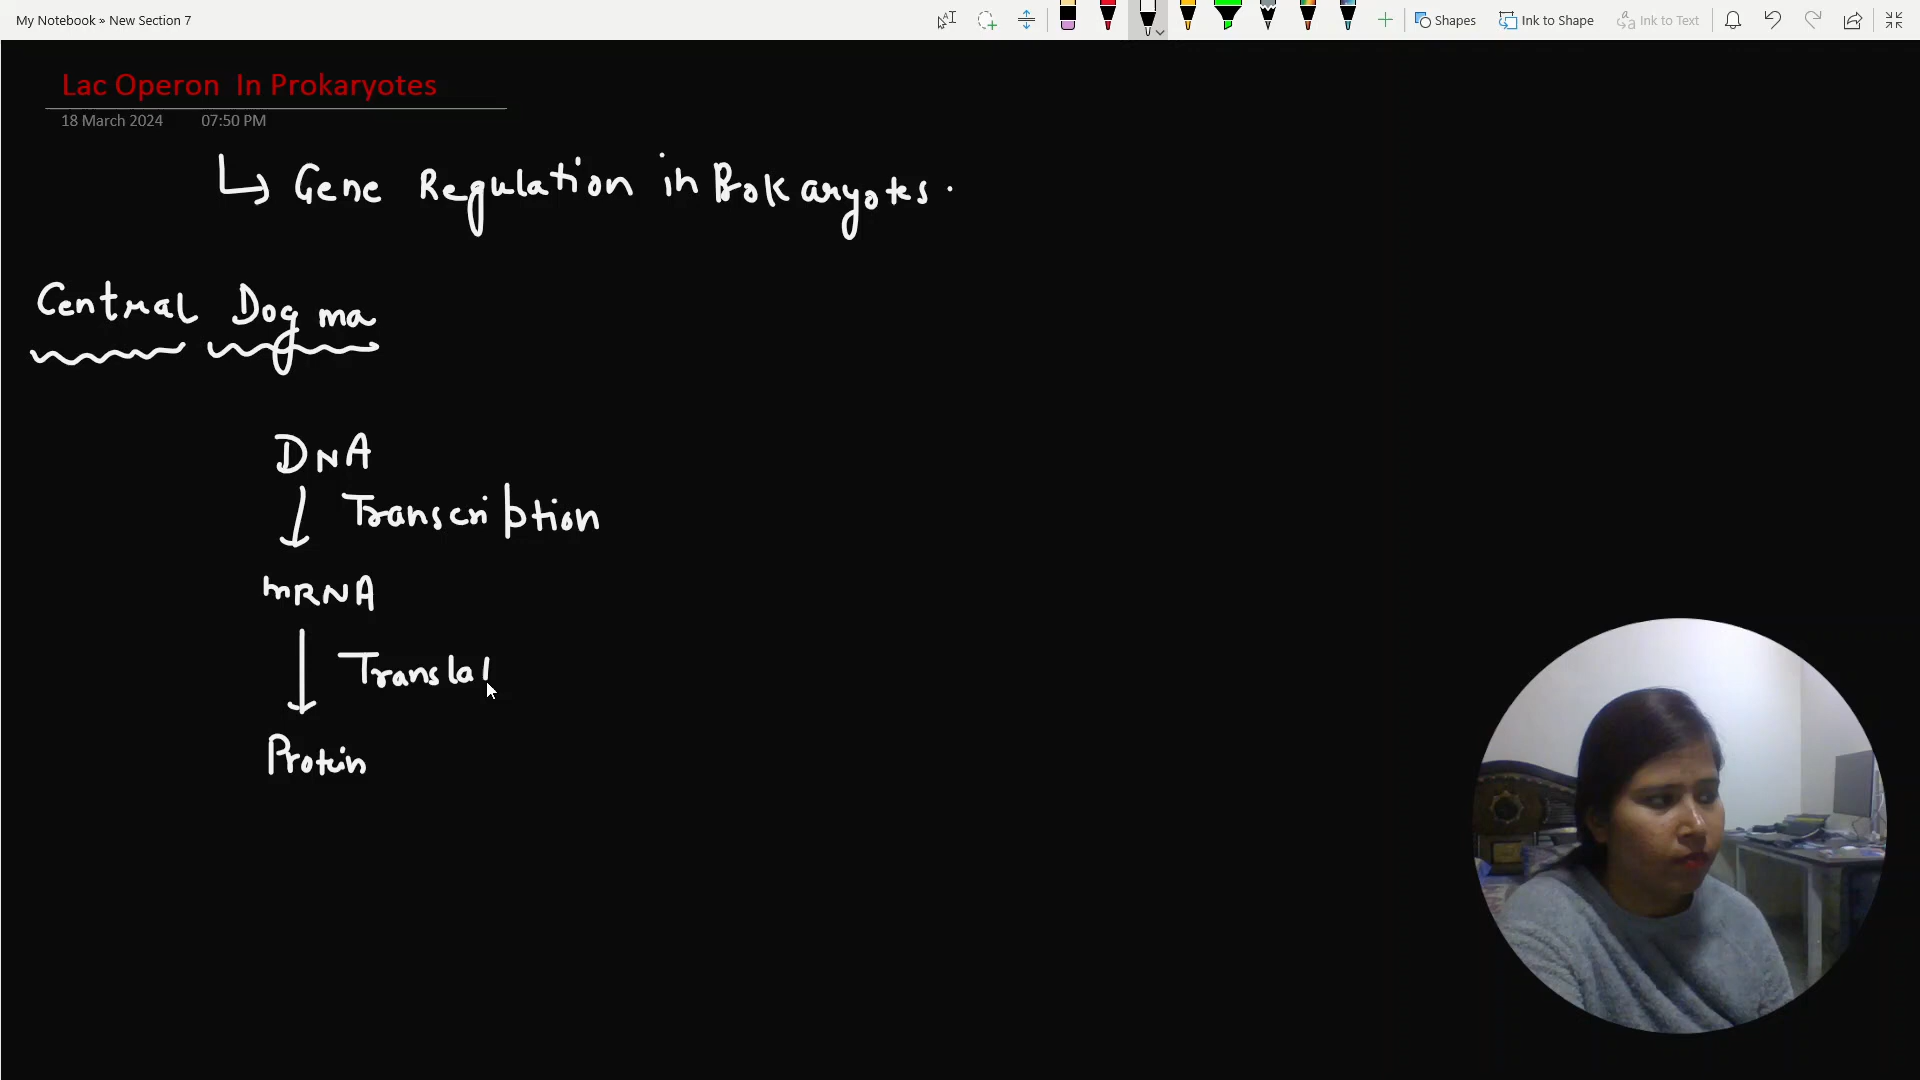 My Notebook » New Section 7
Shapes Ink to Shape Ink to Text
Lac Operon In Prokaryotes
18 March 2024 07:50 PM
↳ Gene Regulation in Prokaryotes.
Central Dogma
DNA
↓ Transcription
mRNA
↓ Translat
Protein